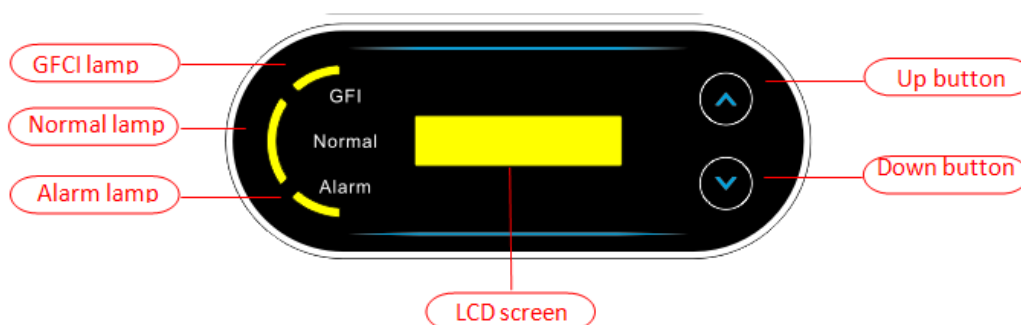 GFCI lamp
GFI
Up button
Normal lamp
Normal
Alarm lamp
Alarm
Down button
LCD screen